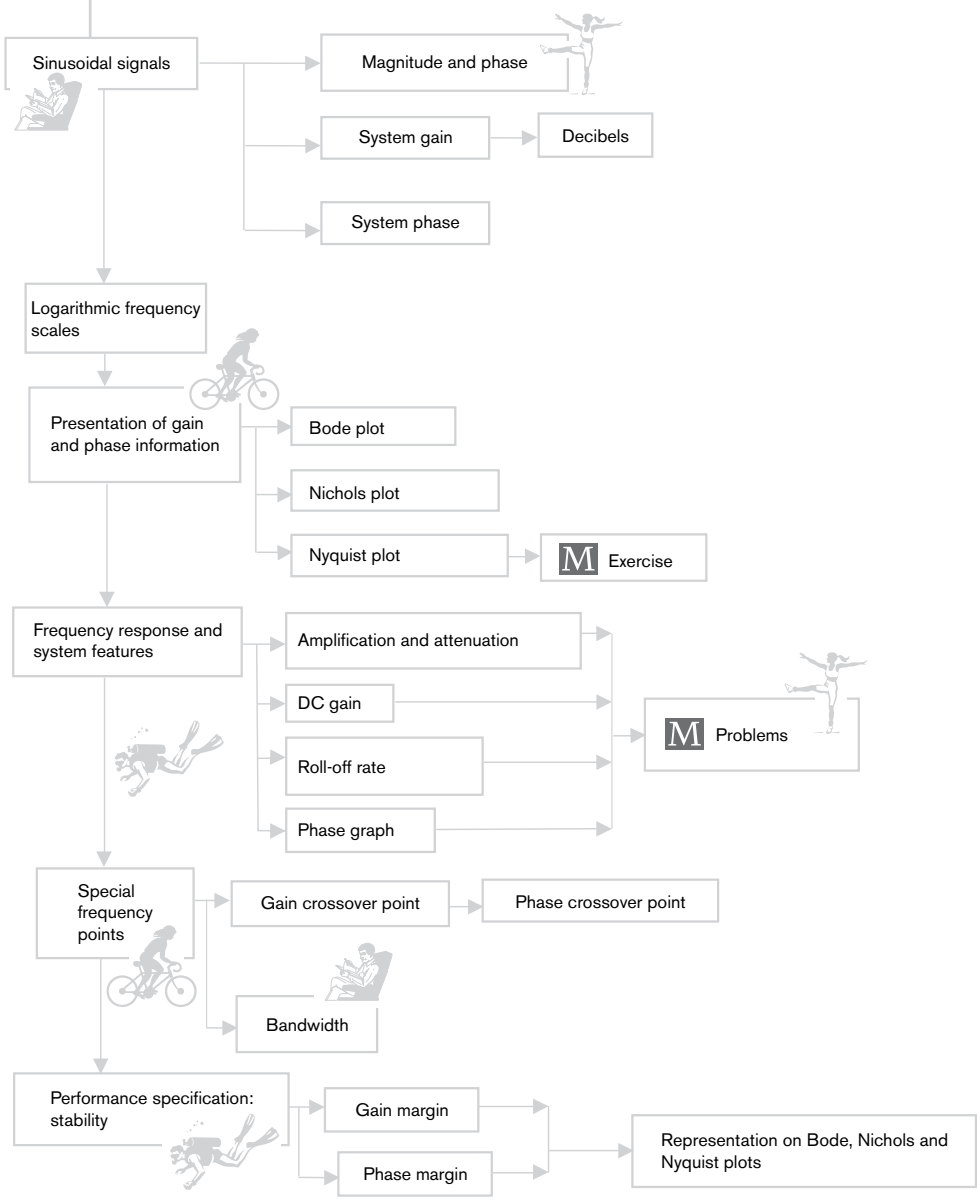 Sinusoidal signals
Magnitude and phase
System gain
Decibels
System phase
Logarithmic frequency
scales
Presentation of gain
and phase information
Bode plot
Nichols plot
Nyquist plot
M Exercise
Frequency response and
system features
Amplification and attenuation
DC gain
Roll-off rate
Phase graph
M Problems
Special
frequency
points
Gain crossover point
Phase crossover point
Bandwidth
Performance specification:
stability
Gain margin
Phase margin
Representation on Bode, Nichols and
Nyquist plots